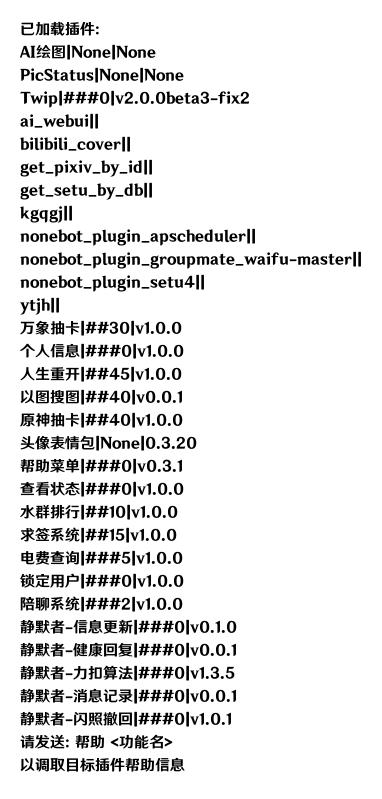 已加载插件:
AI绘图|None|None
PicStatus|None|None
Twip|###0|v2.0.0beta3-fix2
ai_webui||
bilibili_cover||
get_pixiv_by_id||
get_setu_by_db||
kgqgj||
nonebot_plugin_apscheduler||
nonebot_plugin_groupmate_waifu-master||
nonebot_plugin_setu4||
ytjh||
万象抽卡|##30|v1.0.0
个人信息|###0|v1.0.0
人生重开|##45|v1.0.0
以图搜图|##40|v0.0.1
原神抽卡|##40|v1.0.0
头像表情包|None|0.3.20
帮助菜单|###0|v0.3.1
查看状态|###0|v1.0.0
水群排行|##10|v1.0.0
求签系统|##15|v1.0.0
电费查询|###5|v1.0.0
锁定用户|###0|v1.0.0
陪聊系统|###2|v1.0.0
静默者-信息更新|###0|v0.1.0
静默者-健康回复|###0|v0.0.1
静默者-力扣算法|###0|v1.3.5
静默者-消息记录|###0|v0.0.1
静默者-闪照撤回|###0|v1.0.1
请发送: 帮助 <功能名>
以调取目标插件帮助信息